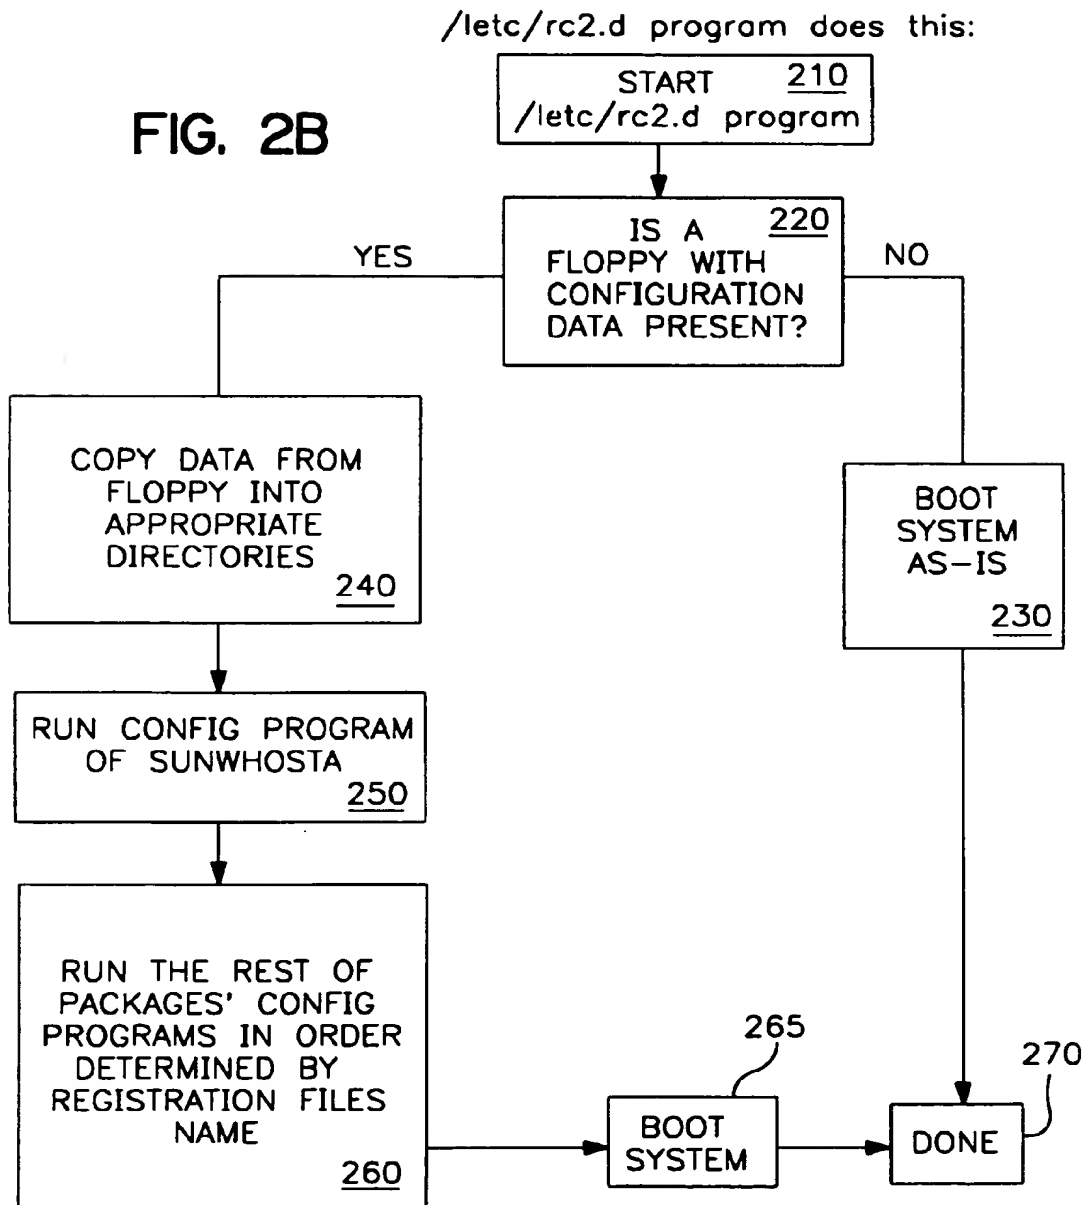 /letc/rc2.d program does this:
START 210
/letc/rc2.d program
FIG. 2B
IS A 220
FLOPPY WITH
CONFIGURATION
DATA PRESENT?
YES
NO
COPY DATA FROM
FLOPPY INTO
APPROPRIATE
DIRECTORIES
240
BOOT
SYSTEM
AS-IS
230
RUN CONFIG PROGRAM
OF SUNWHOSTA
250
RUN THE REST OF
PACKAGES' CONFIG
PROGRAMS IN ORDER
DETERMINED BY
REGISTRATION FILES
NAME
260
265
BOOT
SYSTEM
270
DONE